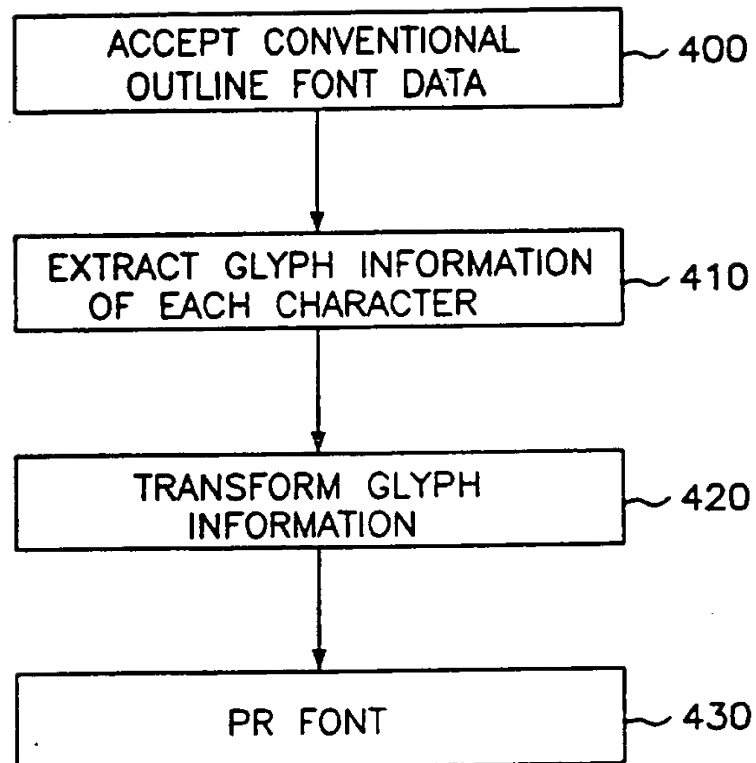 ACCEPT CONVENTIONAL
OUTLINE FONT DATA
400
EXTRACT GLYPH INFORMATION
OF EACH CHARACTER
410
TRANSFORM GLYPH
INFORMATION
420
PR FONT
430